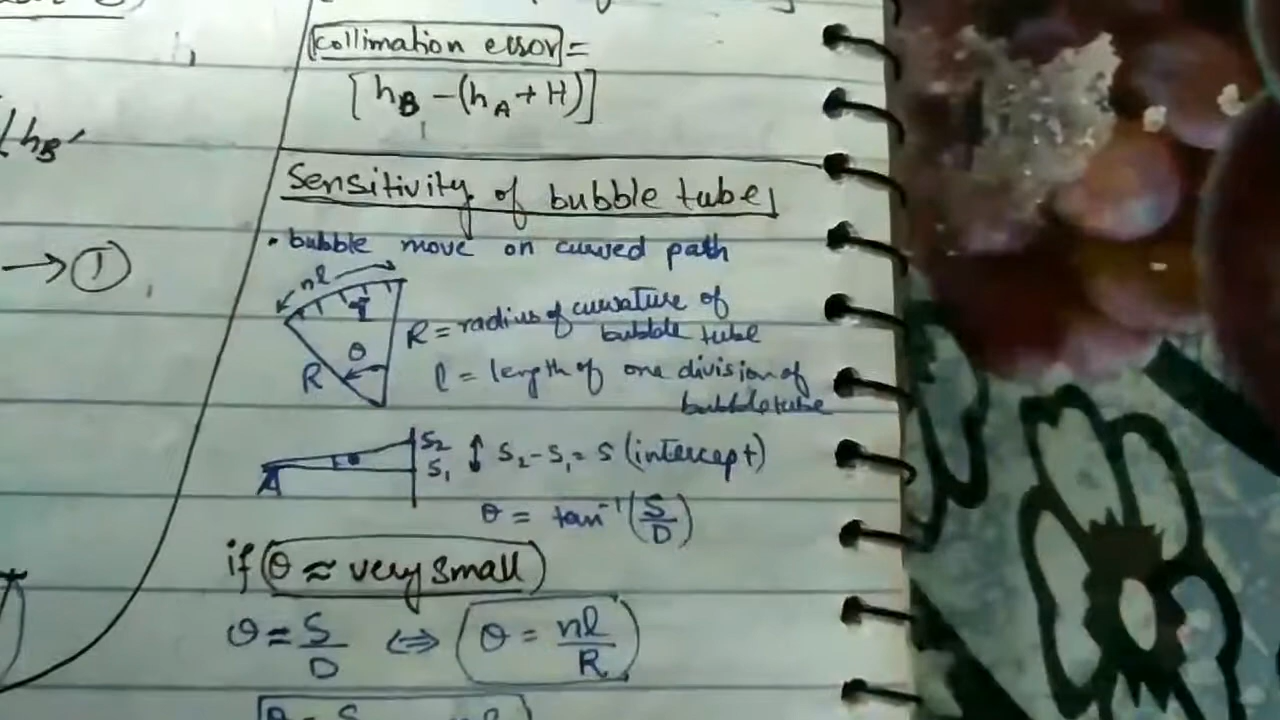 hB'
→ ①
collimation error =
[hB - (hA + H)]
Sensitivity of bubble tube
• bubble move on curved path
nl
l
θ
R
R = radius of curvature of
bubble tube
l = length of one division of
bubble tube
A
S2
S1
S2 - S1 = S (intercept)
θ = tan⁻¹(S/D)
if θ ≈ very small
θ = S/D ⇔ θ = nl/R